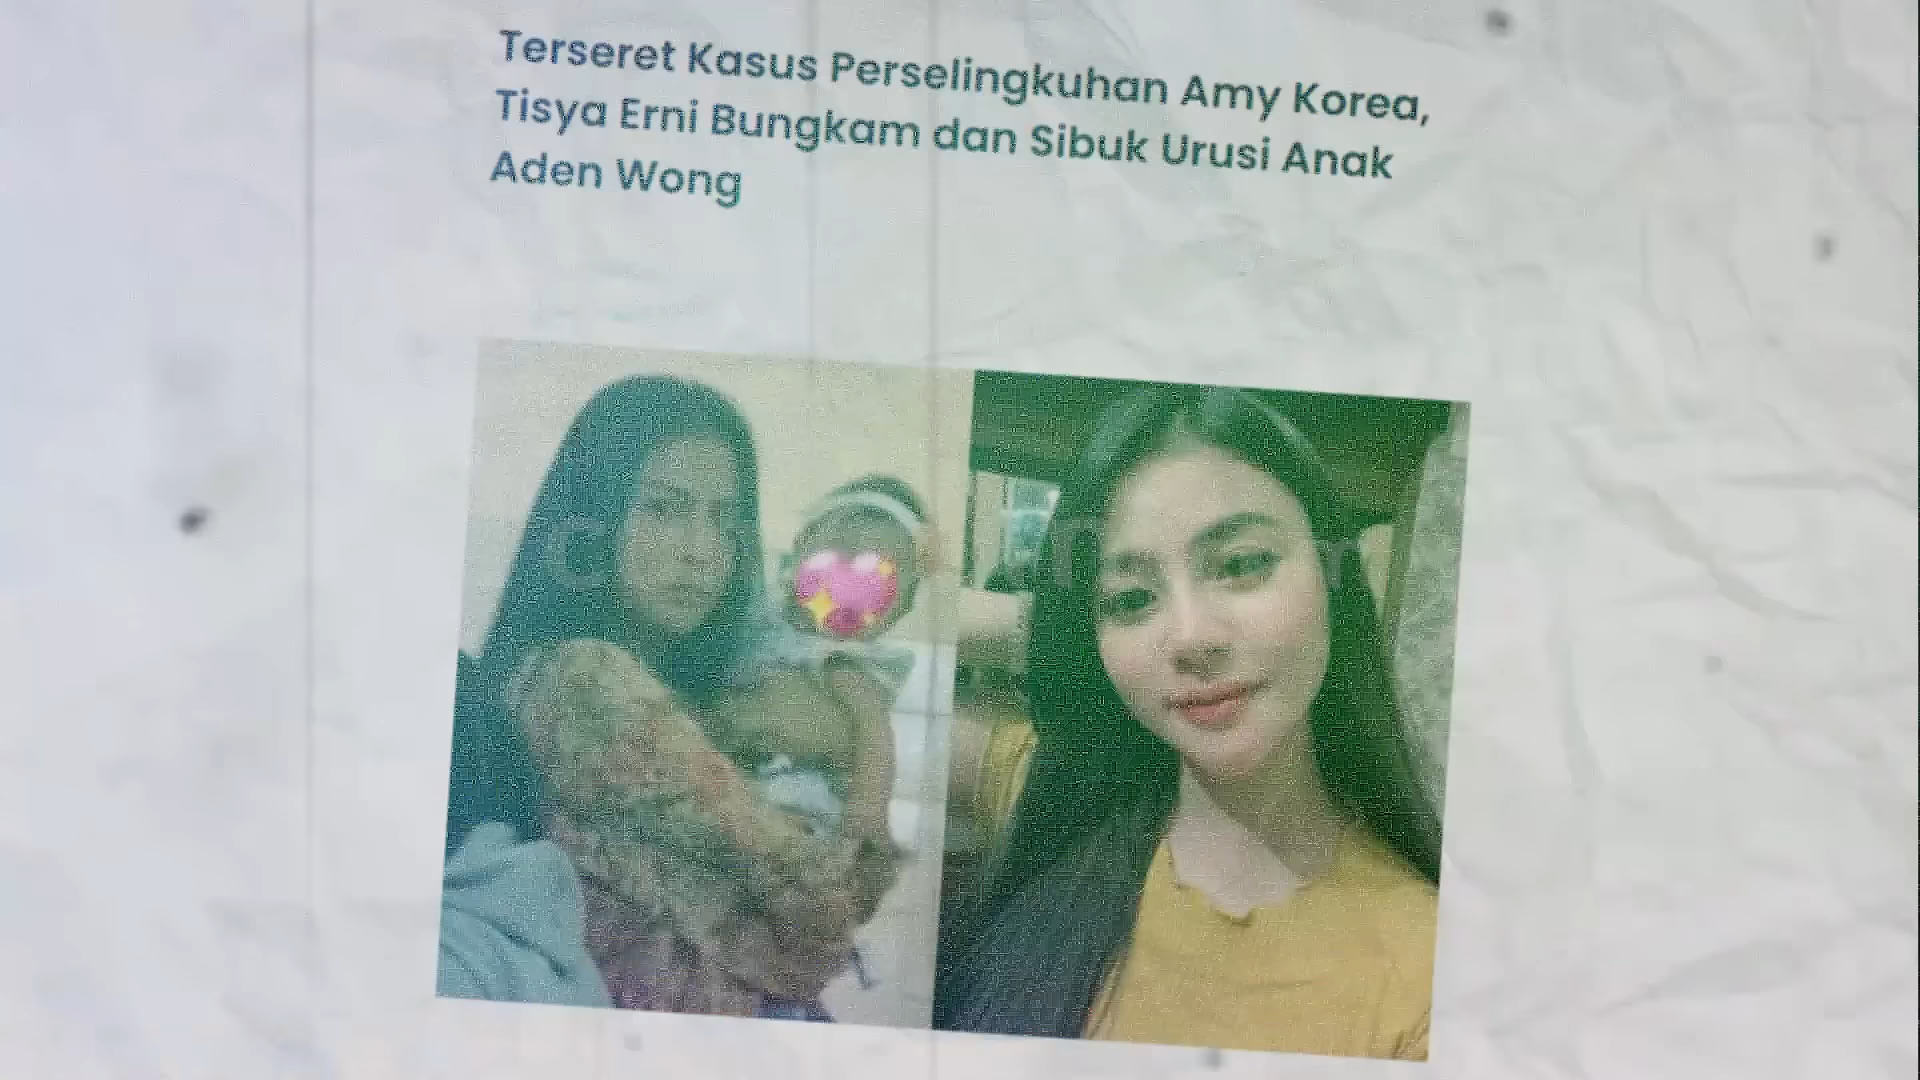 Terseret Kasus Perselingkuhan Amy Korea,
Tisya Erni Bungkam dan Sibuk Urusi Anak
Aden Wong